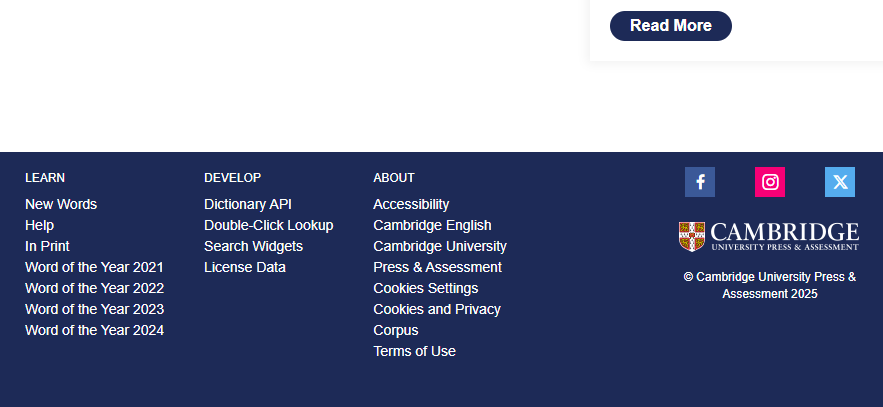 Read More
LEARN
New Words
Help
In Print
Word of the Year 2021
Word of the Year 2022
Word of the Year 2023
Word of the Year 2024
DEVELOP
Dictionary API
Double-Click Lookup
Search Widgets
License Data
ABOUT
Accessibility
Cambridge English
Cambridge University
Press & Assessment
Cookies Settings
Cookies and Privacy
Corpus
Terms of Use
CAMBRIDGE
UNIVERSITY PRESS & ASSESSMENT
© Cambridge University Press &
Assessment 2025